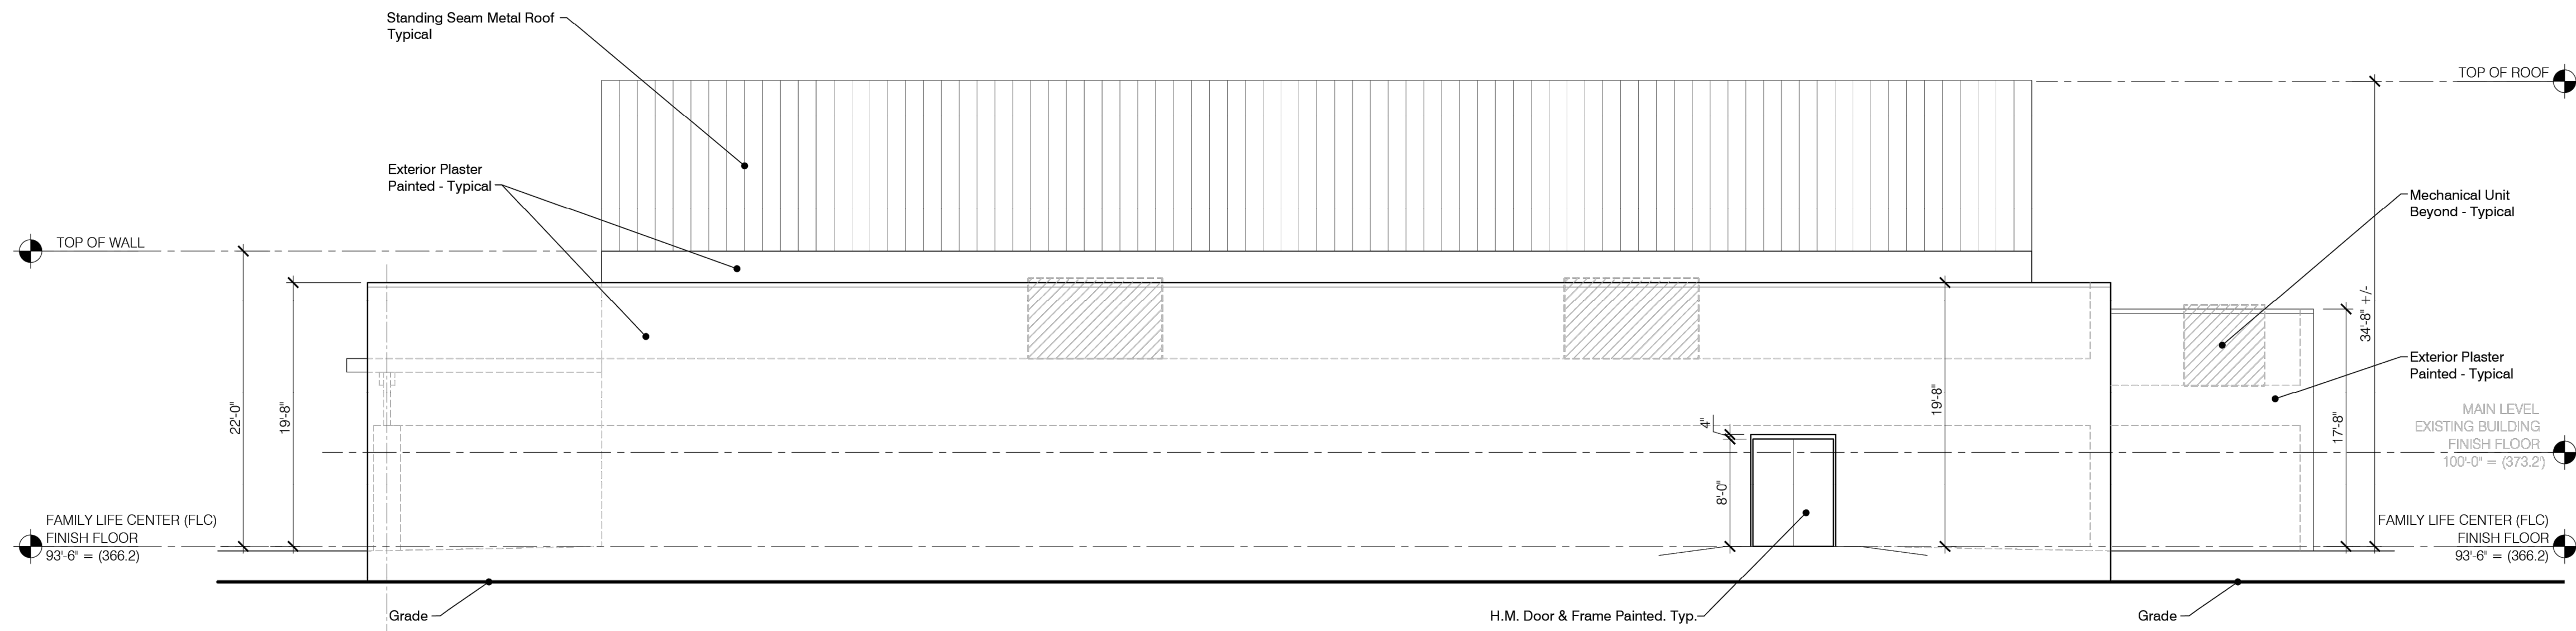 Standing Seam Metal Roof
Typical
TOP OF ROOF
Exterior Plaster
Painted - Typical
Mechanical Unit
Beyond - Typical
TOP OF WALL
34'-8" +/-
Exterior Plaster
Painted - Typical
22'-0"
19'-8"
19'-8"
4"
17'-8"
MAIN LEVEL
EXISTING BUILDING
FINISH FLOOR
100'-0" = (373.2')
8'-0"
FAMILY LIFE CENTER (FLC)
FINISH FLOOR
93'-6" = (366.2)
FAMILY LIFE CENTER (FLC)
FINISH FLOOR
93'-6" = (366.2)
Grade
H.M. Door & Frame Painted. Typ.
Grade